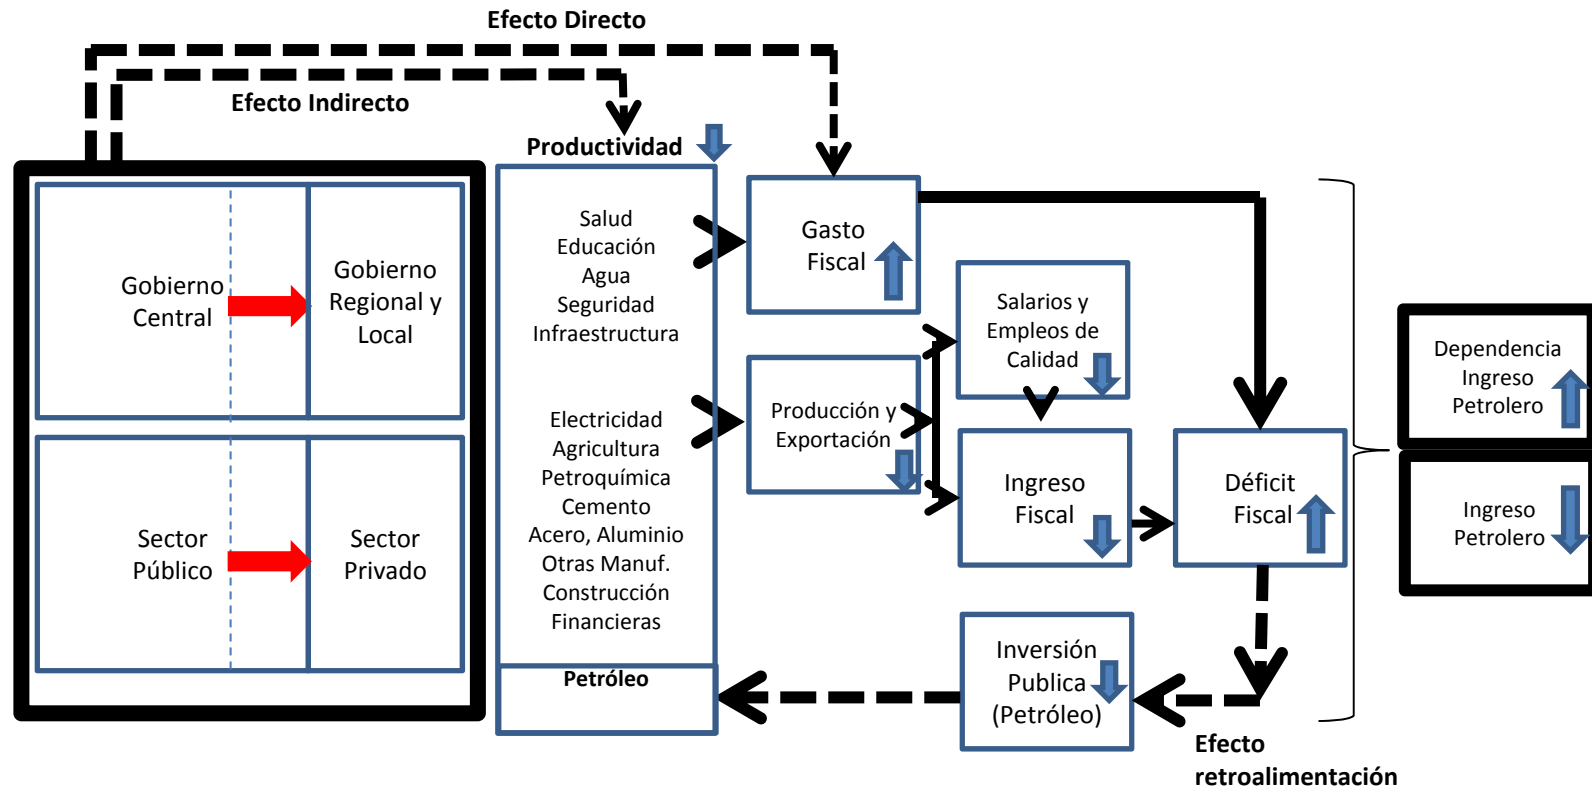 Efecto Directo
Efecto Indirecto
Productividad
Gobierno
Central
Gobierno
Regional y
Local
Sector
Público
Sector
Privado
Salud
Educación
Agua
Seguridad
Infraestructura
Electricidad
Agricultura
Petroquímica
Cemento
Acero, Aluminio
Otras Manuf.
Construcción
Financieras
Petróleo
Gasto
Fiscal
Producción y
Exportación
Salarios y
Empleos de
Calidad
Ingreso
Fiscal
Déficit
Fiscal
Inversión
Publica
(Petróleo)
Efecto
retroalimentación
Dependencia
Ingreso
Petrolero
Ingreso
Petrolero